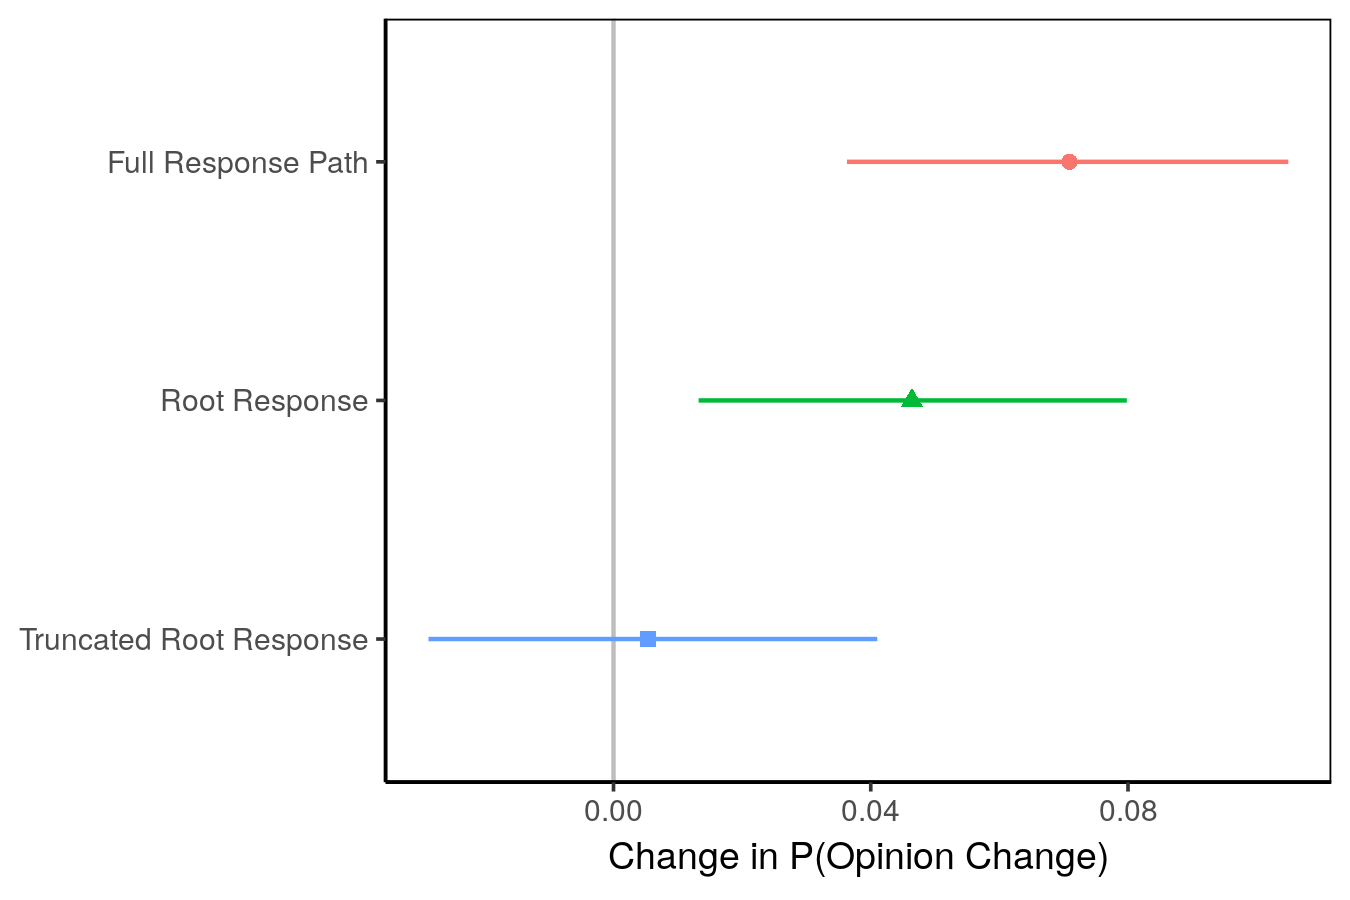 Full Response Path
Root Response
Truncated Root Response
0.00 0.04 0.08
Change in P(Opinion Change)